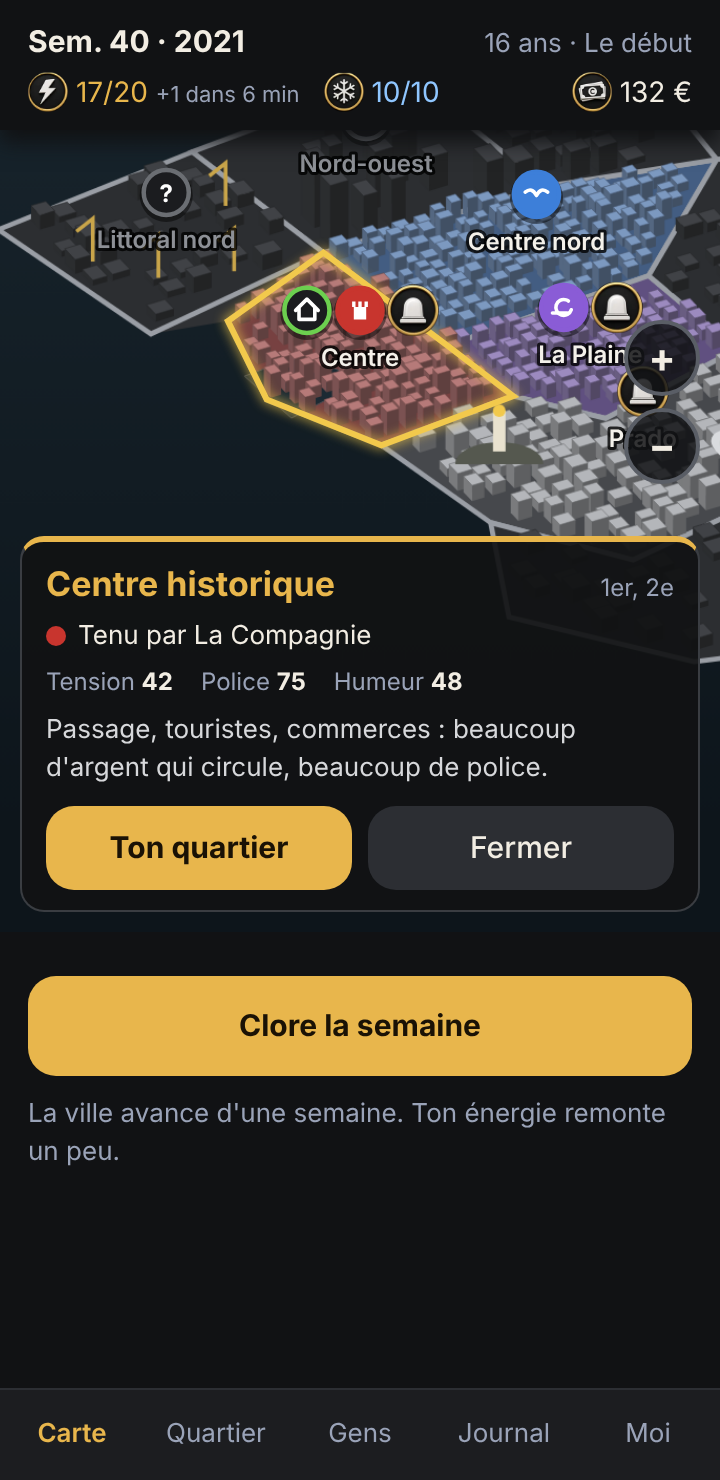 Sem. 40 · 2021
16 ans · Le début
17/20 +1 dans 6 min
10/10
132 €
Nord-ouest
?
Littoral nord
Centre nord
Centre
La Plaine
+
Prado
−
Centre historique
1er, 2e
Tenu par La Compagnie
Tension 42 Police 75 Humeur 48
Passage, touristes, commerces : beaucoup
d'argent qui circule, beaucoup de police.
Ton quartier
Fermer
Clore la semaine
La ville avance d'une semaine. Ton énergie remonte
un peu.
Carte
Quartier
Gens
Journal
Moi